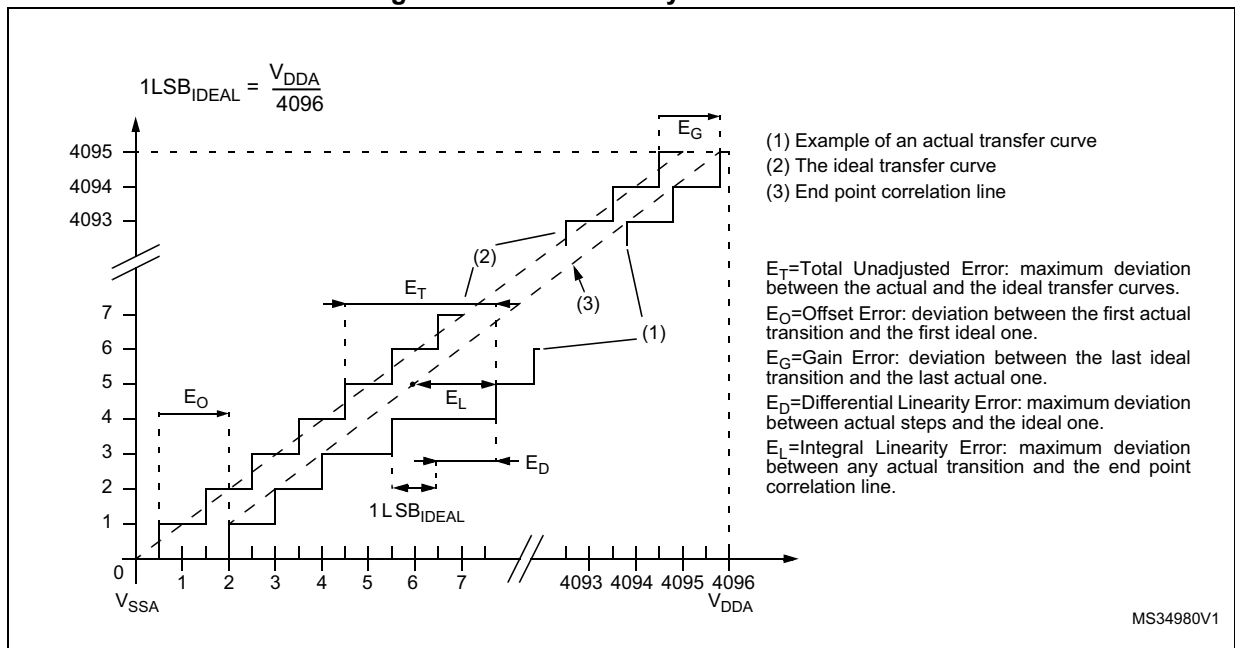 1LSB_IDEAL = V_DDA / 4096
E_G
(1) Example of an actual transfer curve
(2) The ideal transfer curve
(3) End point correlation line
4095
4094
4093
(2)
E_T
(3)
(1)
E_T=Total Unadjusted Error: maximum deviation
between the actual and the ideal transfer curves.
E_O=Offset Error: deviation between the first actual
transition and the first ideal one.
E_G=Gain Error: deviation between the last ideal
transition and the last actual one.
E_D=Differential Linearity Error: maximum deviation
between actual steps and the ideal one.
E_L=Integral Linearity Error: maximum deviation
between any actual transition and the end point
correlation line.
7
6
5
4
3
2
1
E_O
E_L
E_D
1LSB_IDEAL
0
1 2 3 4 5 6 7 4093 4094 4095 4096
V_SSA
V_DDA
MS34980V1